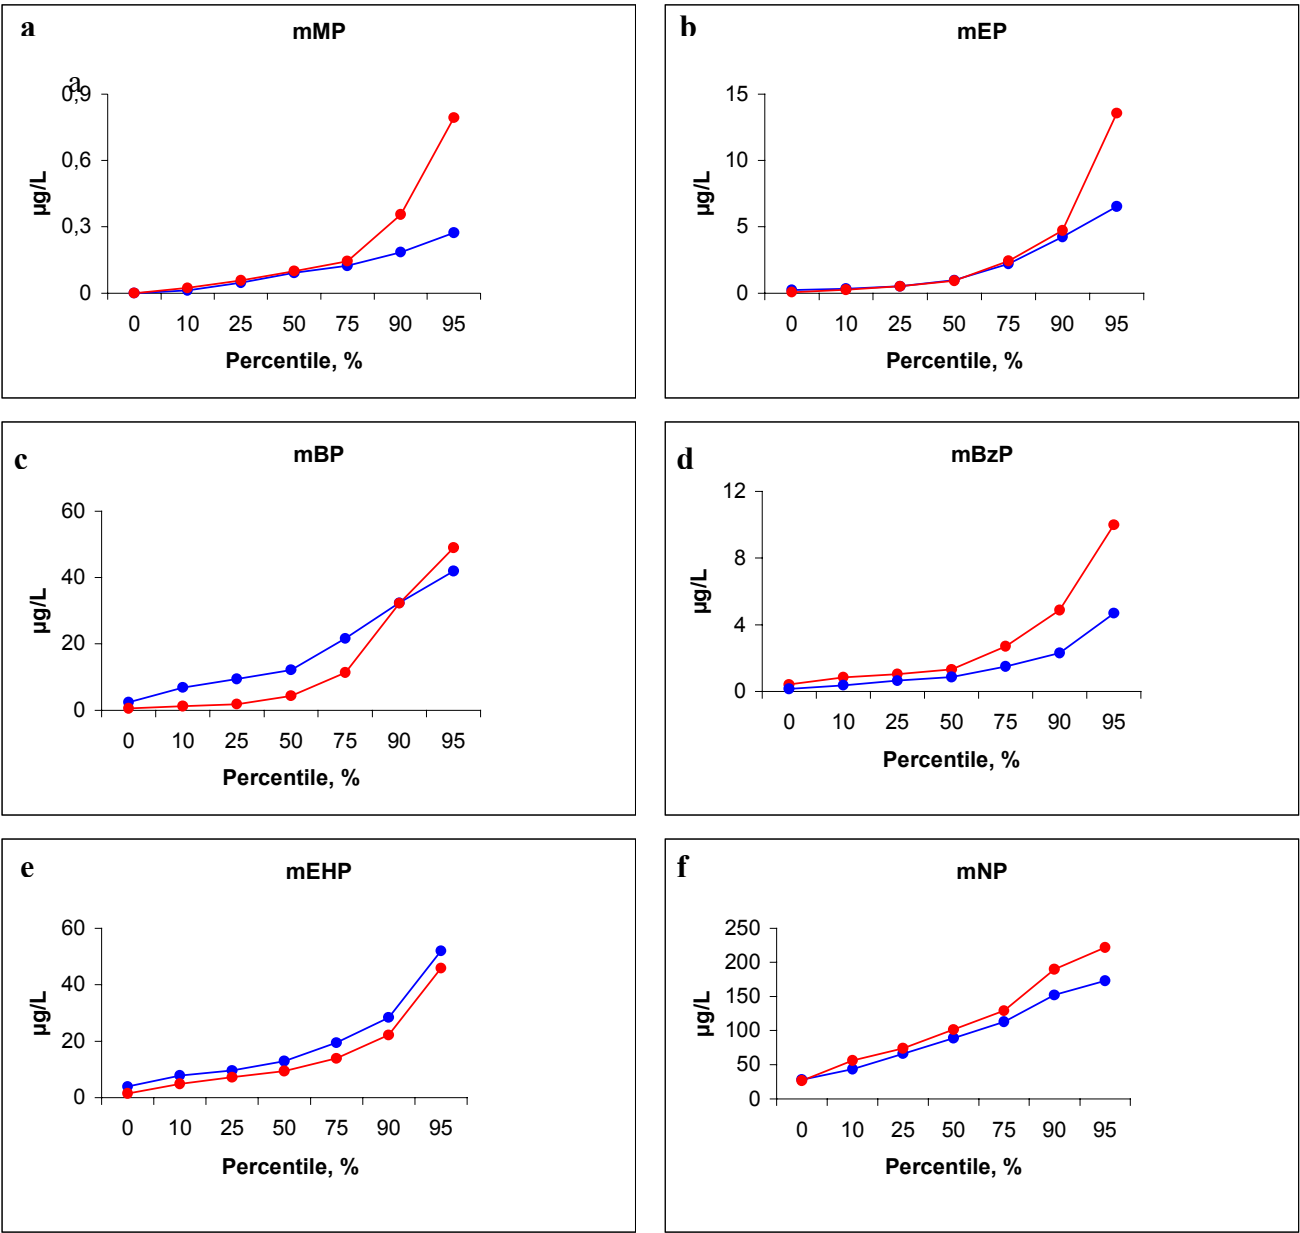 a
mMP
a
0,9
0,6
0,3
0
µg/L
0 10 25 50 75 90 95
Percentile, %
b
mEP
15
10
5
0
µg/L
0 10 25 50 75 90 95
Percentile, %
c
mBP
60
40
20
0
µg/L
0 10 25 50 75 90 95
Percentile, %
d
mBzP
12
8
4
0
µg/L
0 10 25 50 75 90 95
Percentile, %
e
mEHP
60
40
20
0
µg/L
0 10 25 50 75 90 95
Percentile, %
f
mNP
250
200
150
100
50
0
µg/L
0 10 25 50 75 90 95
Percentile, %